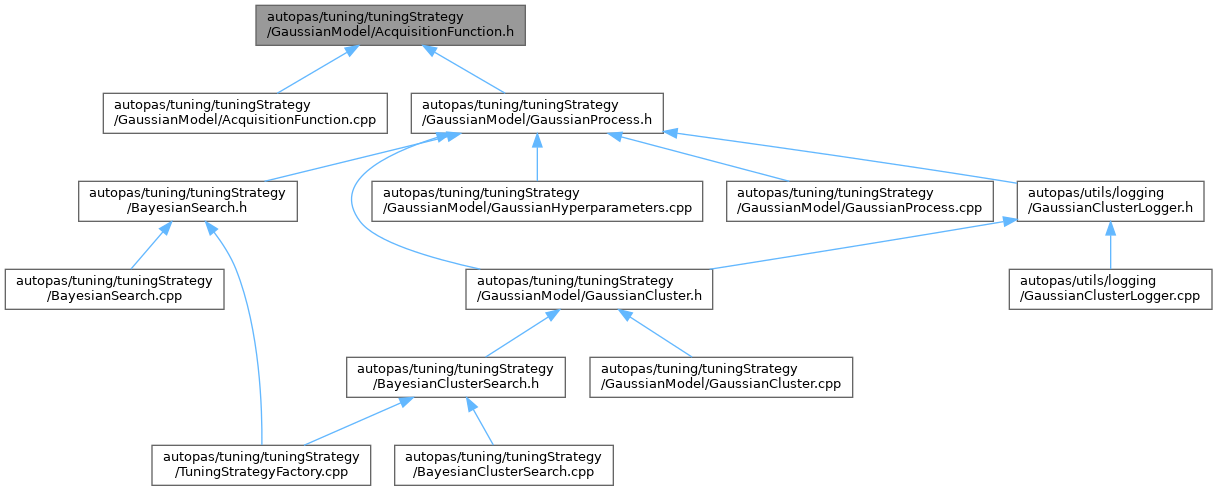 autopas/tuning/tuningStrategy
/GaussianModel/AcquisitionFunction.h
autopas/tuning/tuningStrategy
/GaussianModel/AcquisitionFunction.cpp
autopas/tuning/tuningStrategy
/GaussianModel/GaussianProcess.h
autopas/tuning/tuningStrategy
/BayesianSearch.h
autopas/tuning/tuningStrategy
/GaussianModel/GaussianHyperparameters.cpp
autopas/tuning/tuningStrategy
/GaussianModel/GaussianProcess.cpp
autopas/utils/logging
/GaussianClusterLogger.h
autopas/tuning/tuningStrategy
/BayesianSearch.cpp
autopas/tuning/tuningStrategy
/GaussianModel/GaussianCluster.h
autopas/utils/logging
/GaussianClusterLogger.cpp
autopas/tuning/tuningStrategy
/BayesianClusterSearch.h
autopas/tuning/tuningStrategy
/GaussianModel/GaussianCluster.cpp
autopas/tuning/tuningStrategy
/TuningStrategyFactory.cpp
autopas/tuning/tuningStrategy
/BayesianClusterSearch.cpp